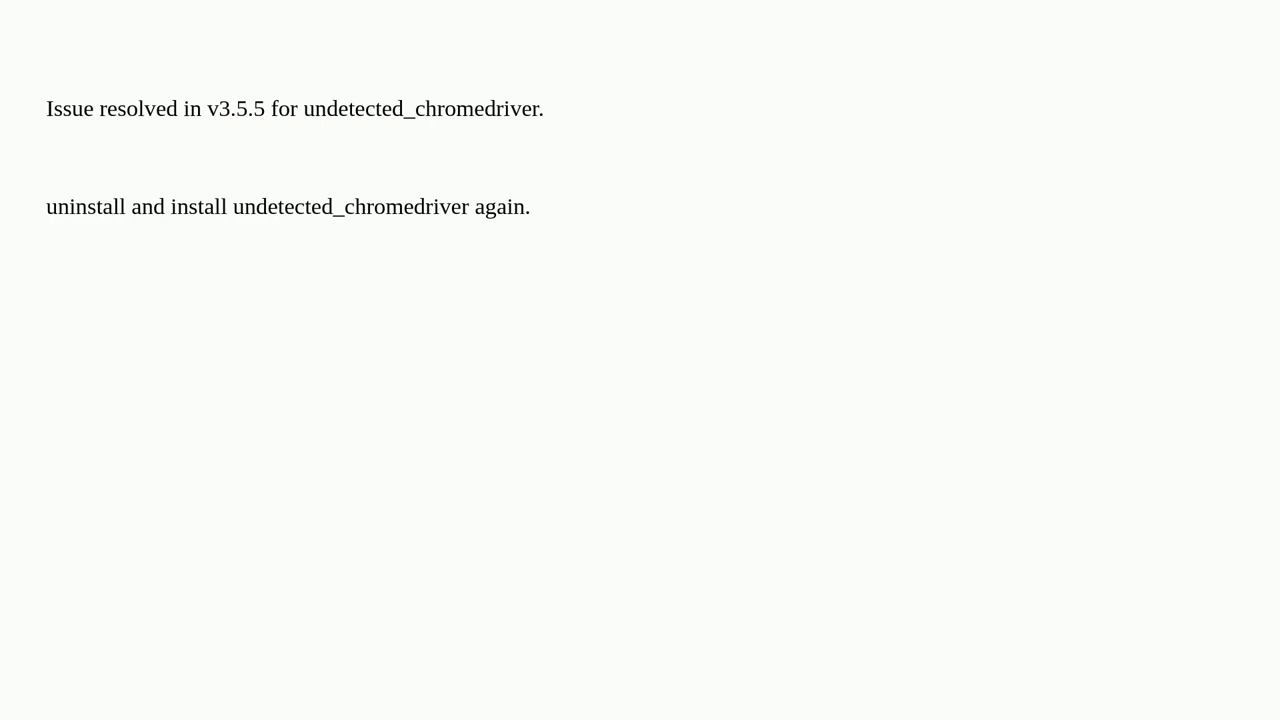 Issue resolved in v3.5.5 for undetected_chromedriver.
uninstall and install undetected_chromedriver again.